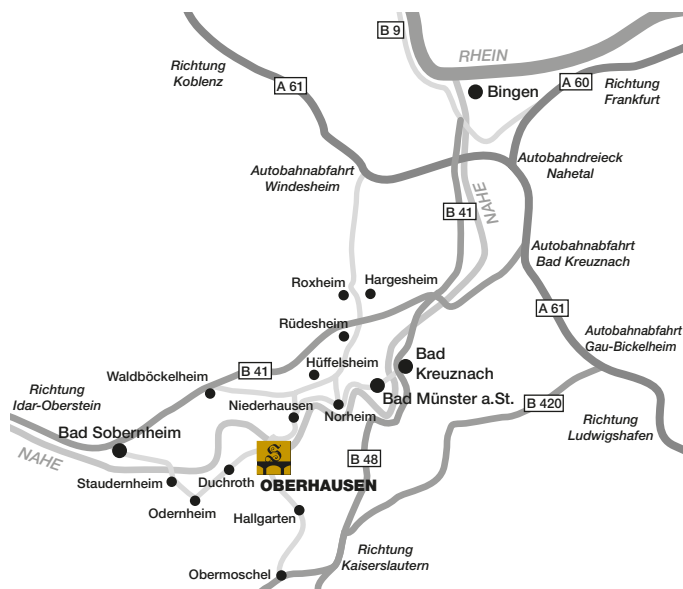 B 9
RHEIN
Richtung
Koblenz
A 61
Bingen
A 60
Richtung
Frankfurt
Autobahnabfahrt
Windesheim
Autobahndreieck
Nahetal
NAHE
B 41
Autobahnabfahrt
Bad Kreuznach
Roxheim
Hargesheim
A 61
Rüdesheim
Autobahnabfahrt
Gau-Bickelheim
Hüffelsheim
Bad
Kreuznach
B 41
Waldböckelheim
Richtung
Idar-Oberstein
Bad Münster a.St.
Niederhausen
Norheim
B 420
Richtung
Ludwigshafen
Bad Sobernheim
NAHE
S
B 48
Staudernheim
Duchroth
OBERHAUSEN
Odernheim
Hallgarten
Richtung
Kaiserslautern
Obermoschel